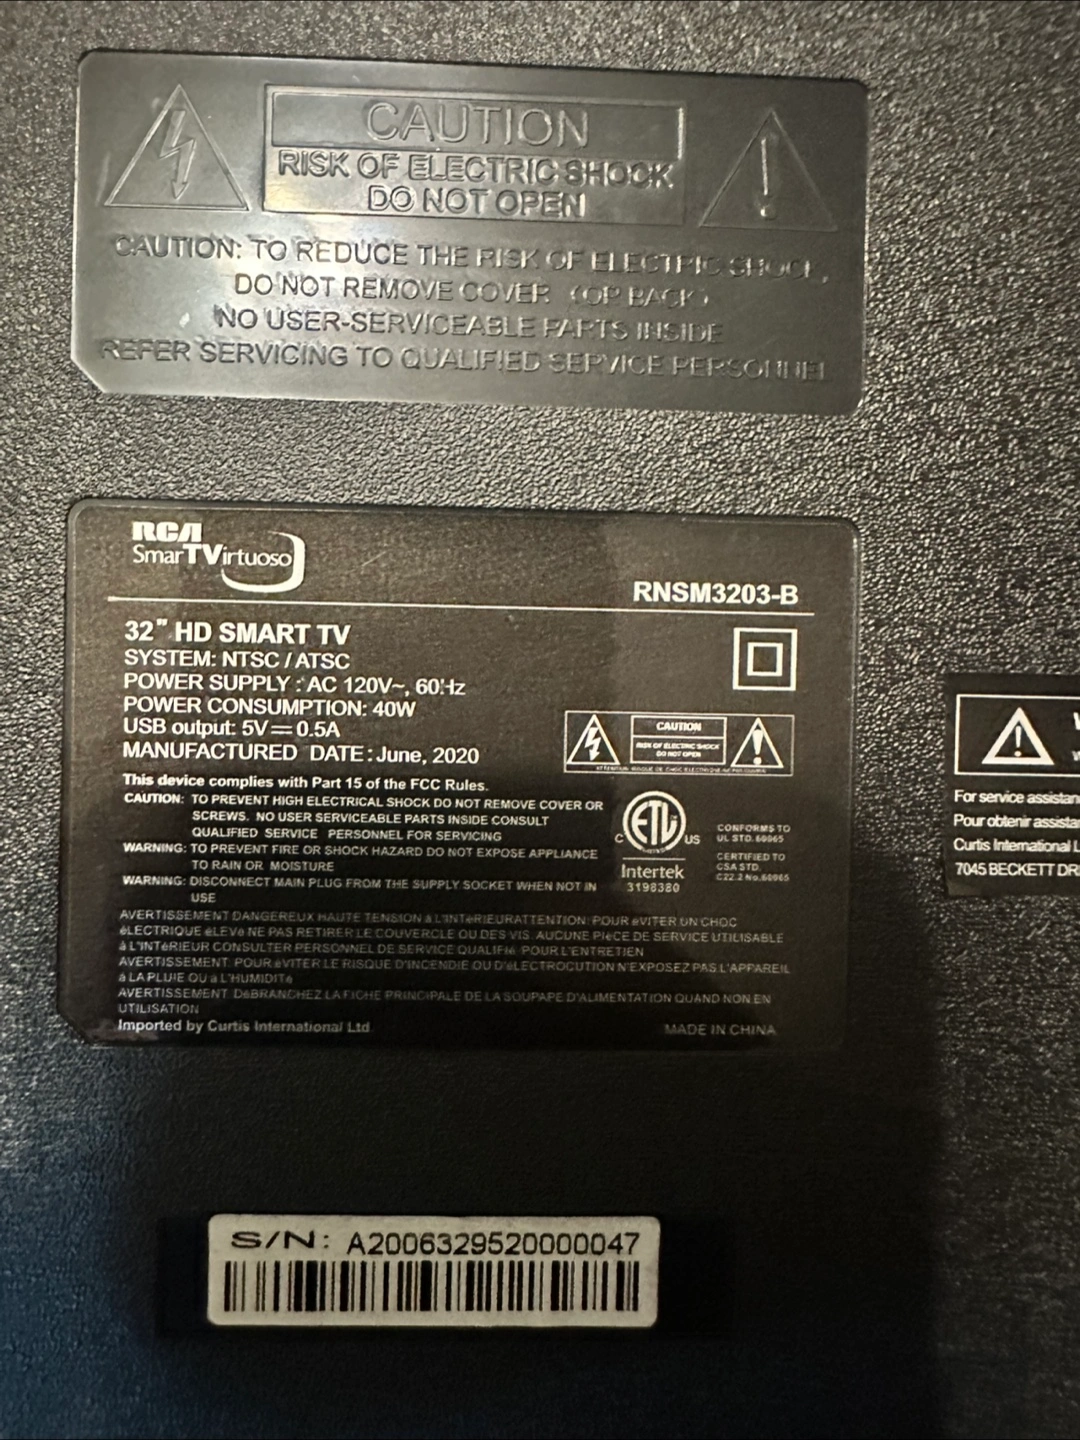 CAUTION
RISK OF ELECTRIC SHOCK
DO NOT OPEN
CAUTION: TO REDUCE THE RISK OF ELECTRIC SHOCK,
DO NOT REMOVE COVER (OR BACK)
NO USER-SERVICEABLE PARTS INSIDE
REFER SERVICING TO QUALIFIED SERVICE PERSONNEL
RCA
SmarTVirtuoso
RNSM3203-B
32" HD SMART TV
SYSTEM: NTSC / ATSC
POWER SUPPLY : AC 120V~, 60Hz
POWER CONSUMPTION: 40W
USB output: 5V⎓0.5A
MANUFACTURED DATE: June, 2020
CAUTION
RISK OF ELECTRIC SHOCK
DO NOT OPEN
This device complies with Part 15 of the FCC Rules.
CAUTION: TO PREVENT HIGH ELECTRICAL SHOCK DO NOT REMOVE COVER OR
SCREWS. NO USER SERVICEABLE PARTS INSIDE CONSULT
QUALIFIED SERVICE PERSONNEL FOR SERVICING
WARNING: TO PREVENT FIRE OR SHOCK HAZARD DO NOT EXPOSE APPLIANCE
TO RAIN OR MOISTURE
WARNING: DISCONNECT MAIN PLUG FROM THE SUPPLY SOCKET WHEN NOT IN
USE
C ETL US
Intertek
3198380
CONFORMS TO
UL STD. 60065
CERTIFIED TO
CSA STD.
C22.2 No.60065
AVERTISSEMENT DANGEREUX HAUTE TENSION à L'INTéRIEURATTENTION: POUR éVITER UN CHOC
éLECTRIQUE éLEVé NE PAS RETIRER LE COUVERCLE OU DES VIS. AUCUNE PIèCE DE SERVICE UTILISABLE
à L'INTéRIEUR CONSULTER PERSONNEL DE SERVICE QUALIFIé POUR L'ENTRETIEN
AVERTISSEMENT: POUR éVITER LE RISQUE D'INCENDIE OU D'éLECTROCUTION N'EXPOSEZ PAS L'APPAREIL
à LA PLUIE OU à L'HUMIDITé
AVERTISSEMENT: DéBRANCHEZ LA FICHE PRINCIPALE DE LA SOUPAPE D'ALIMENTATION QUAND NON EN
UTILISATION
Imported by Curtis International Ltd
MADE IN CHINA
For service
Pour obtenir
Curtis International
7045 BECKETT
S/N: A2006329520000047